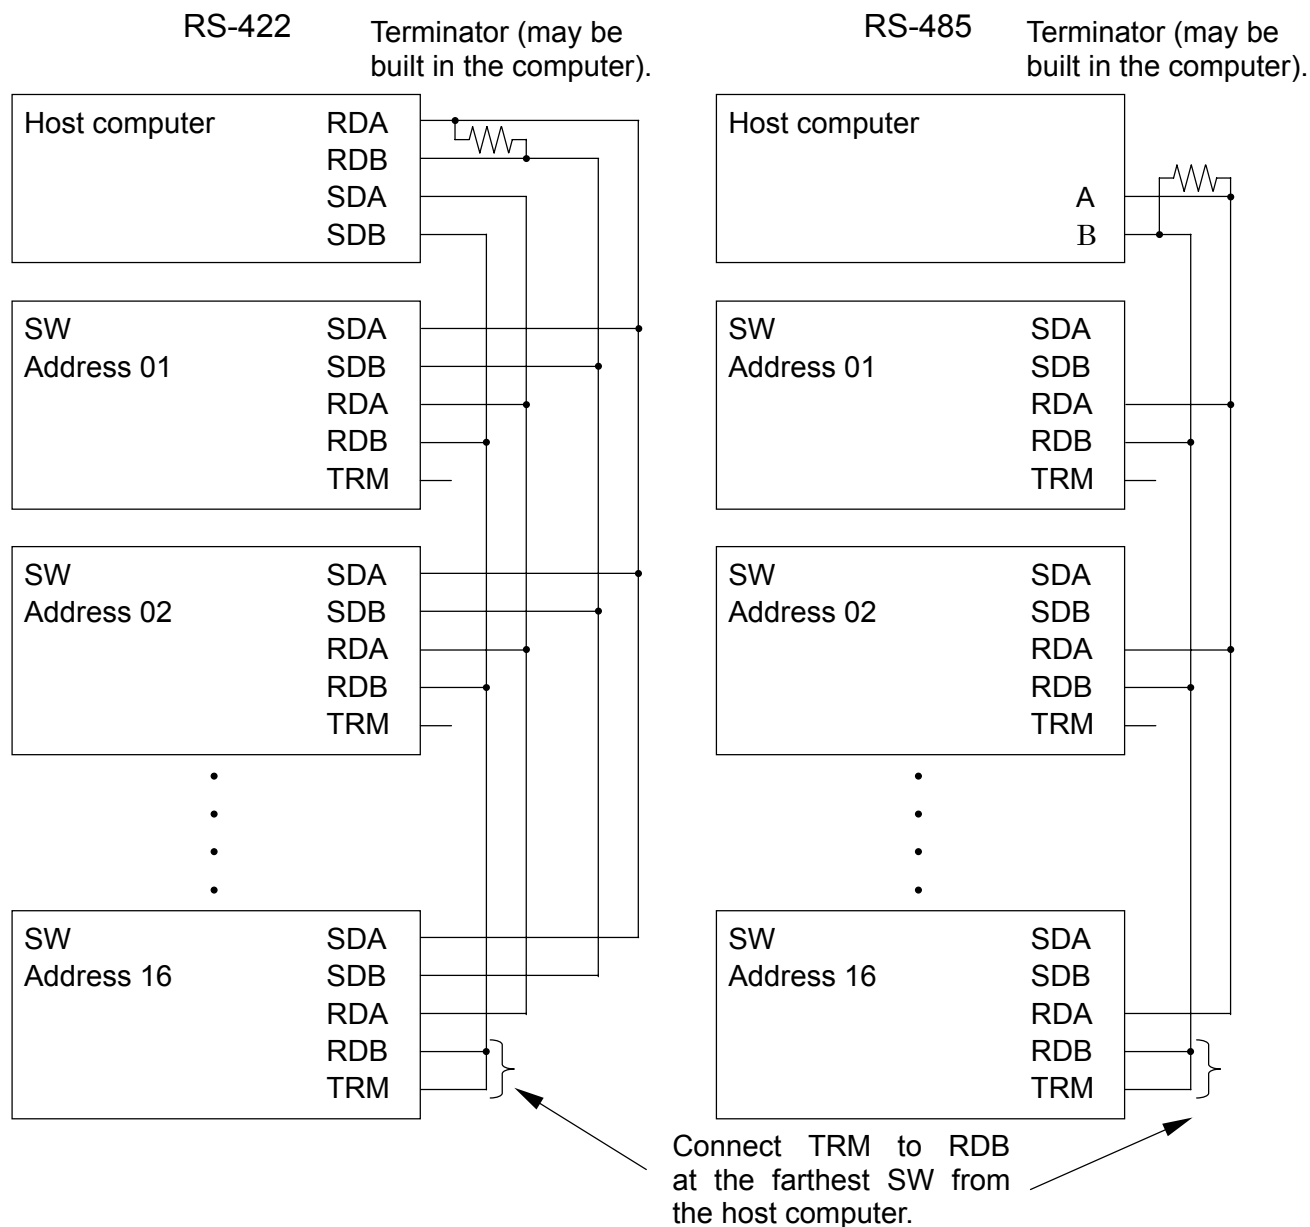 RS-422
Terminator (may be
built in the computer).
Host computer
RDA
RDB
SDA
SDB
SW
Address 01
SDA
SDB
RDA
RDB
TRM
SW
Address 02
SDA
SDB
RDA
RDB
TRM
SW
Address 16
SDA
SDB
RDA
RDB
TRM
RS-485
Terminator (may be
built in the computer).
Host computer
A
B
SW
Address 01
SDA
SDB
RDA
RDB
TRM
SW
Address 02
SDA
SDB
RDA
RDB
TRM
SW
Address 16
SDA
SDB
RDA
RDB
TRM
Connect TRM to RDB
at the farthest SW from
the host computer.